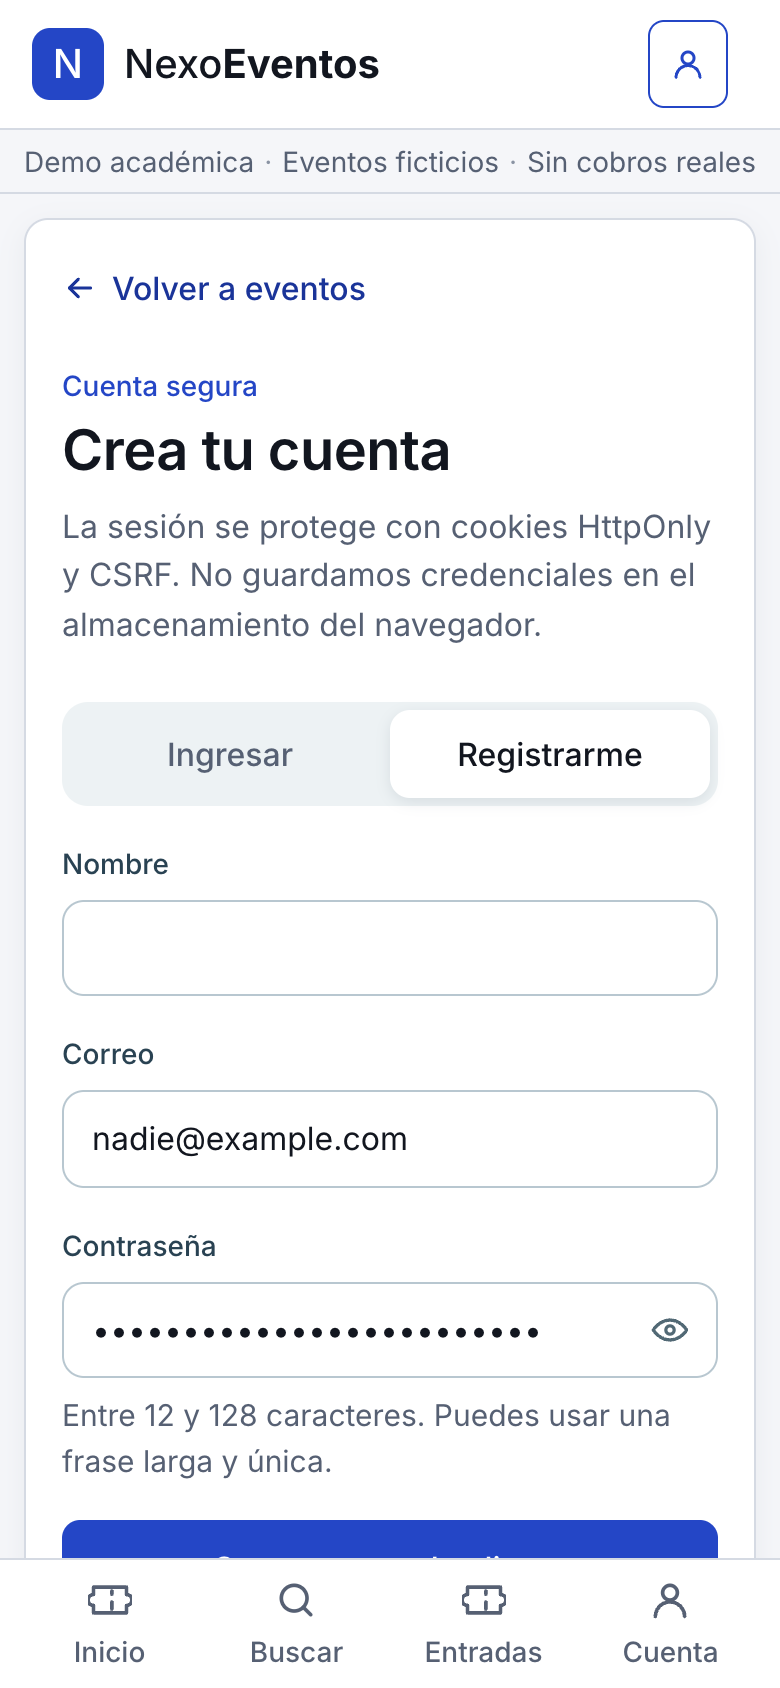 N NexoEventos
Demo académica · Eventos ficticios · Sin cobros reales
← Volver a eventos
Cuenta segura
Crea tu cuenta
La sesión se protege con cookies HttpOnly
y CSRF. No guardamos credenciales en el
almacenamiento del navegador.
Ingresar Registrarme
Nombre
Correo
nadie@example.com
Contraseña
•••••••••••••••••••••••••
Entre 12 y 128 caracteres. Puedes usar una
frase larga y única.
Inicio Buscar Entradas Cuenta